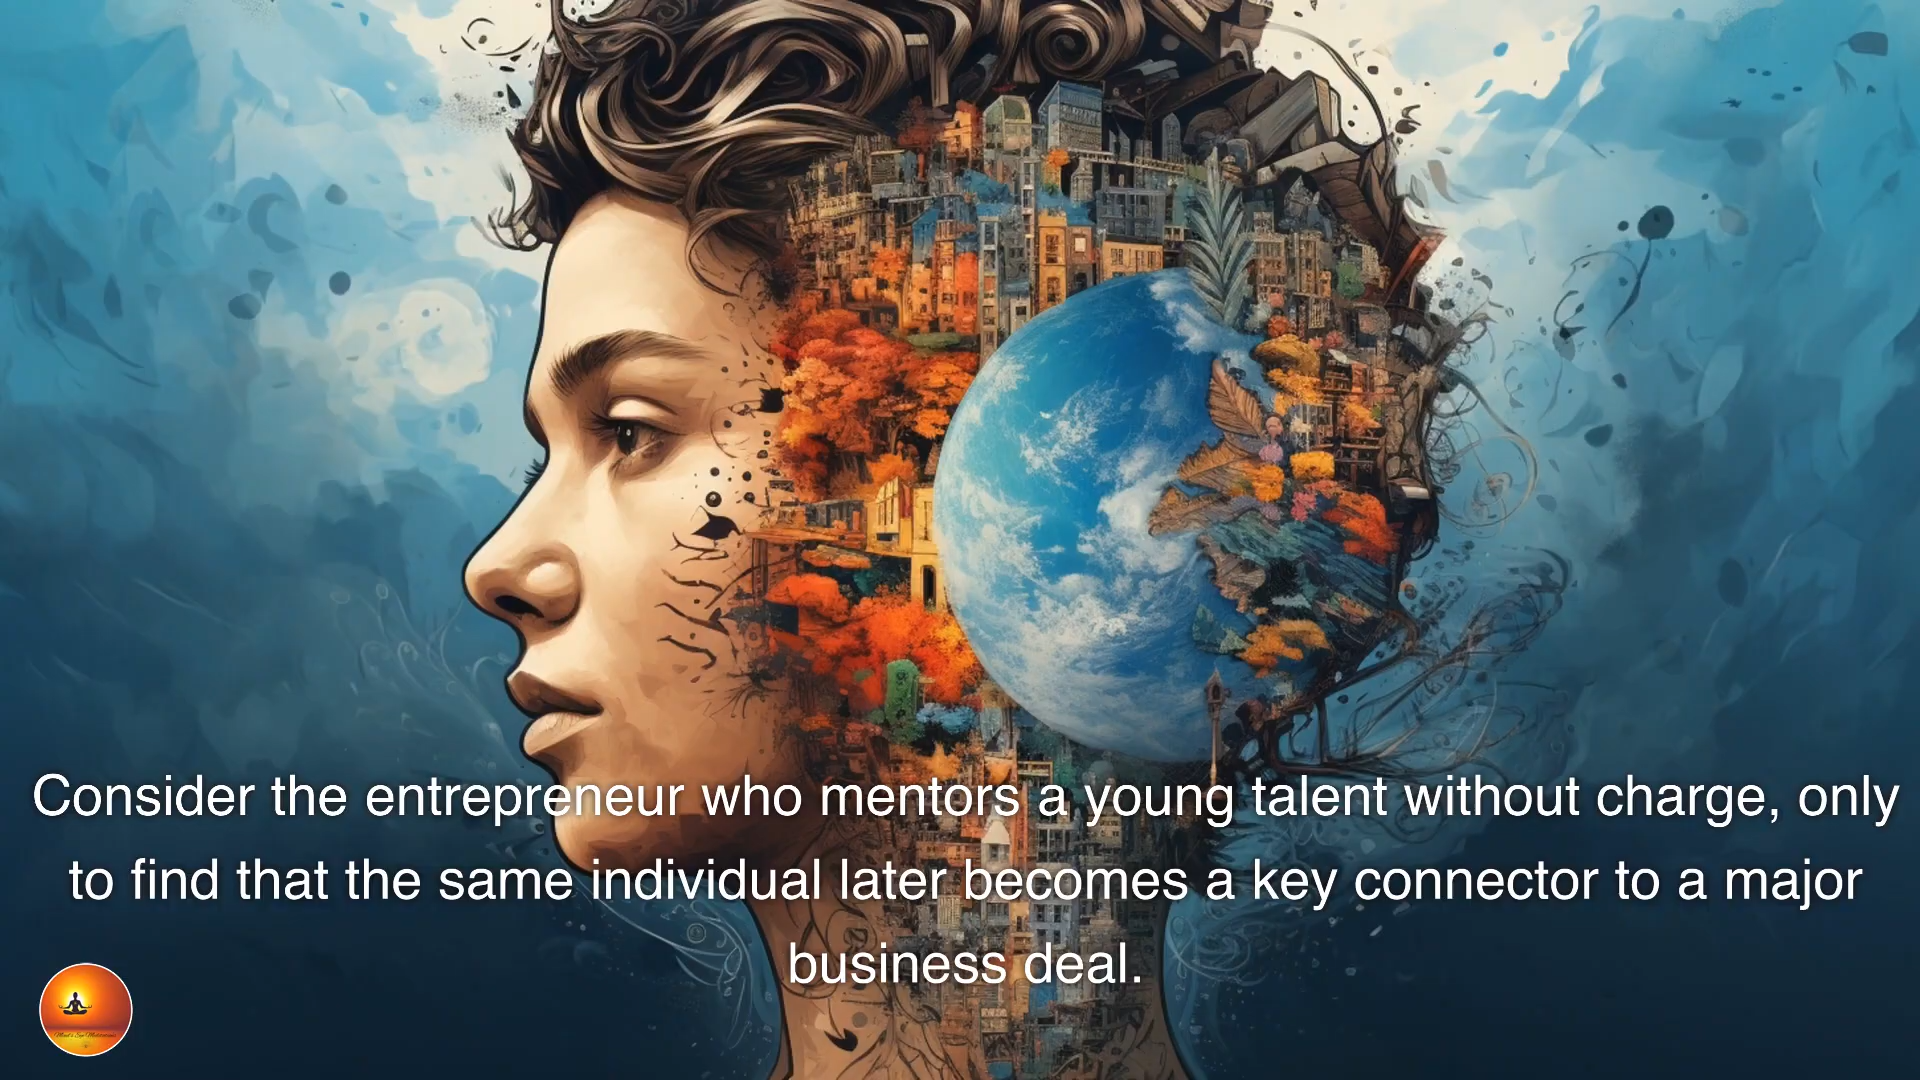 Consider the entrepreneur who mentors a young talent without charge, only
to find that the same individual later becomes a key connector to a major
business deal.